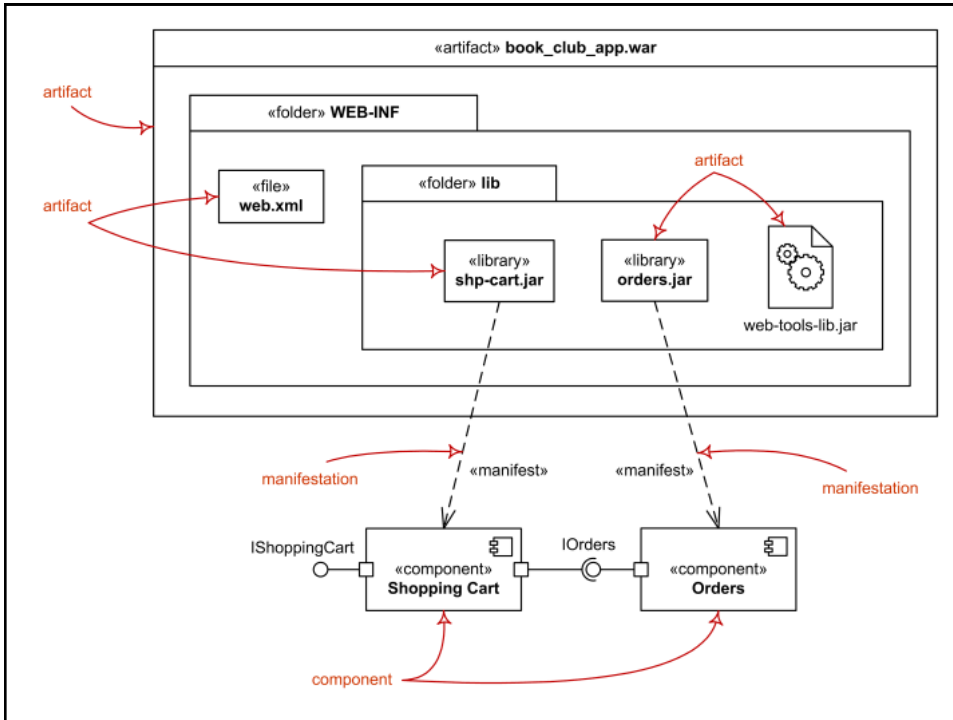 «artifact» book_club_app.war
artifact
«folder» WEB-INF
artifact
«file»
web.xml
«folder» lib
artifact
«library»
shp-cart.jar
«library»
orders.jar
web-tools-lib.jar
manifestation
«manifest»
«manifest»
manifestation
IShoppingCart
«component»
Shopping Cart
IOrders
«component»
Orders
component